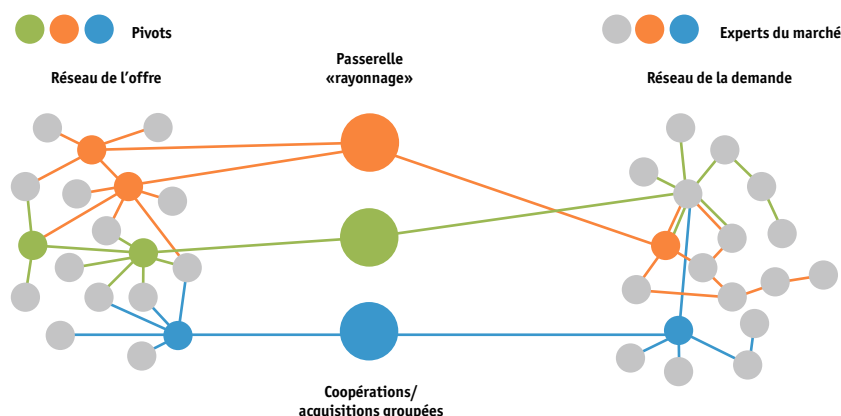 Pivots
Experts du marché
Passerelle
«rayonnage»
Réseau de l'offre
Réseau de la demande
Coopérations/
acquisitions groupées